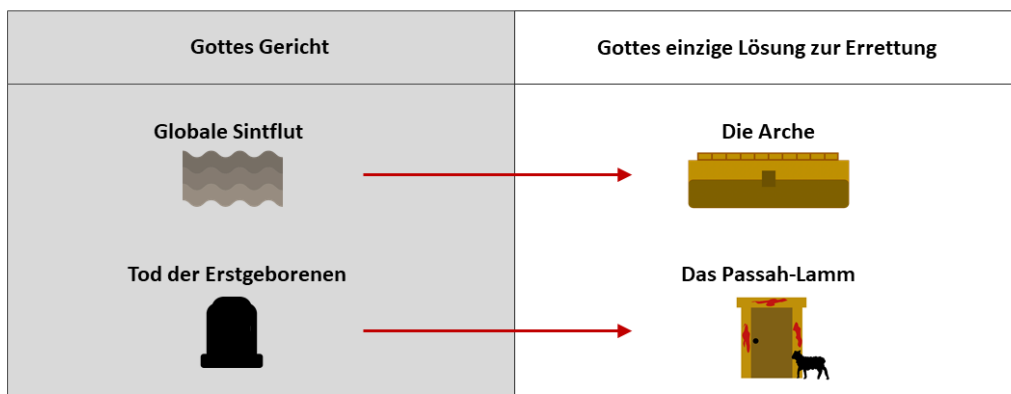 Gottes Gericht
Gottes einzige Lösung zur Errettung
Globale Sintflut
Die Arche
Tod der Erstgeborenen
Das Passah-Lamm